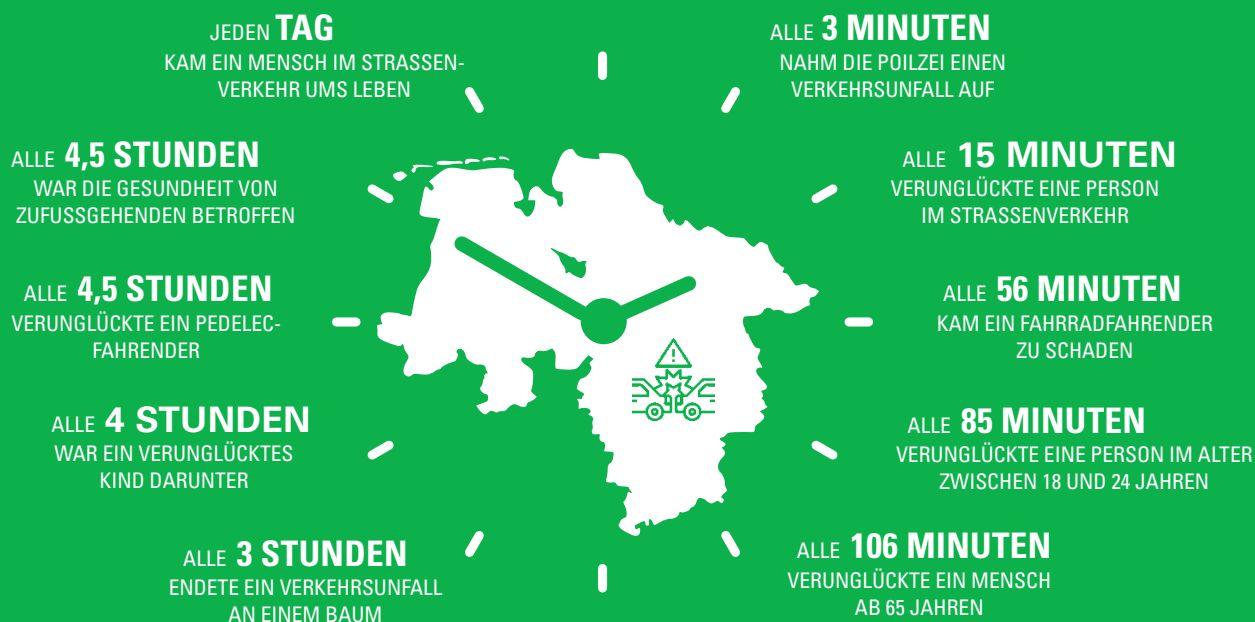 JEDEN TAG
KAM EIN MENSCH IM STRASSEN-
VERKEHR UMS LEBEN
ALLE 4,5 STUNDEN
WAR DIE GESUNDHEIT VON
ZUFUSSGEHENDEN BETROFFEN
ALLE 4,5 STUNDEN
VERUNGLÜCKTE EIN PEDELEC-
FAHRENDER
ALLE 4 STUNDEN
WAR EIN VERUNGLÜCKTES
KIND DARUNTER
ALLE 3 STUNDEN
ENDETE EIN VERKEHRSUNFALL
AN EINEM BAUM
ALLE 3 MINUTEN
NAHM DIE POILZEI EINEN
VERKEHRSUNFALL AUF
ALLE 15 MINUTEN
VERUNGLÜCKTE EINE PERSON
IM STRASSENVERKEHR
ALLE 56 MINUTEN
KAM EIN FAHRRADFAHRENDER
ZU SCHADEN
ALLE 85 MINUTEN
VERUNGLÜCKTE EINE PERSON IM ALTER
ZWISCHEN 18 UND 24 JAHREN
ALLE 106 MINUTEN
VERUNGLÜCKTE EIN MENSCH
AB 65 JAHREN